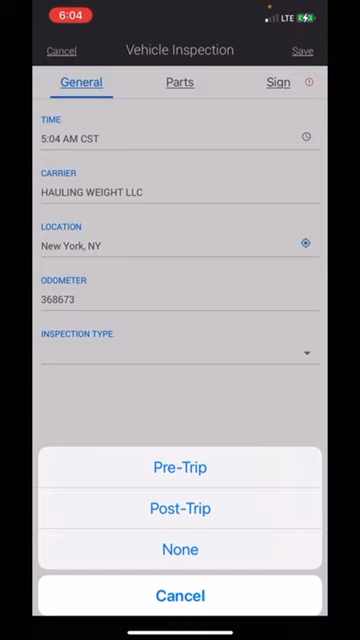 6:04
LTE
Cancel
Vehicle Inspection
Save
General
Parts
Sign
TIME
5:04 AM CST
CARRIER
HAULING WEIGHT LLC
LOCATION
New York, NY
ODOMETER
368673
INSPECTION TYPE
Pre-Trip
Post-Trip
None
Cancel